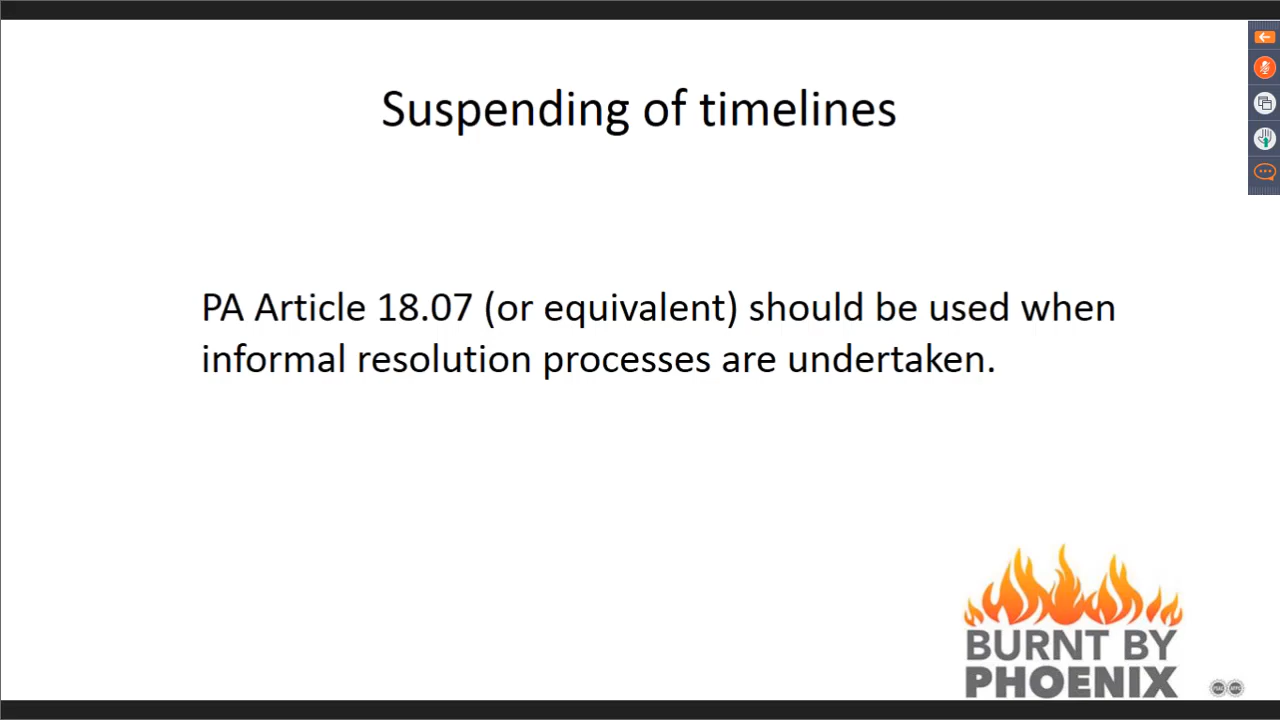 Suspending of timelines
PA Article 18.07 (or equivalent) should be used when
informal resolution processes are undertaken.
BURNT BY
PHOENIX